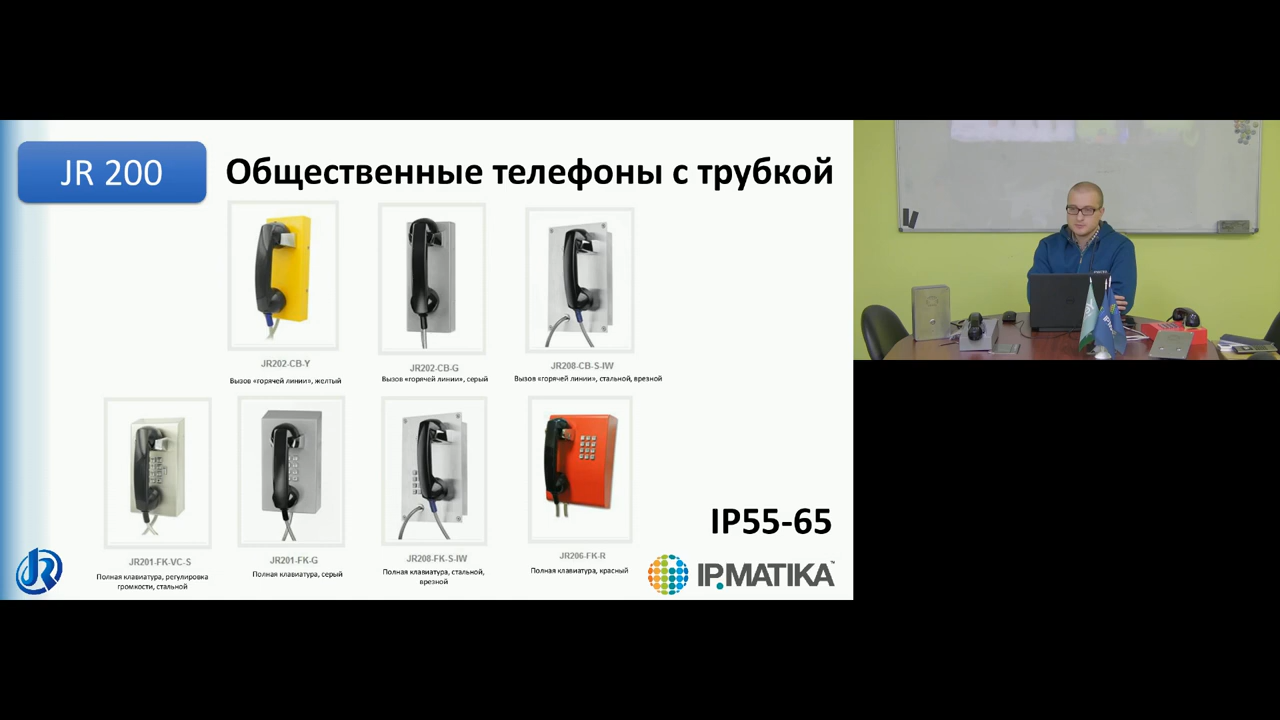 JR 200
Общественные телефоны с трубкой
JR202-CB-Y
Вызов «горячей линии», желтый
JR202-CB-G
Вызов «горячей линии», серый
JR208-CB-S-IW
Вызов «горячей линии», стальной, врезной
JR201-FK-VC-S
Полная клавиатура, регулировка
громкости, стальной
JR201-FK-G
Полная клавиатура, серый
JR208-FK-S-IW
Полная клавиатура, стальной,
врезной
JR206-FK-R
Полная клавиатура, красный
IP55-65
JR
IP.MATIKA™